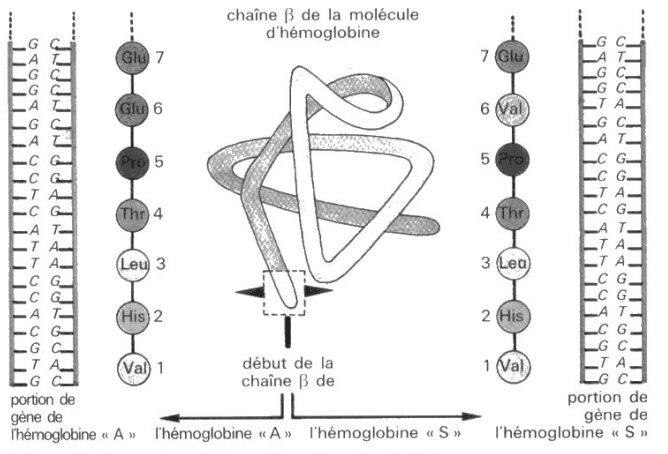 chaîne β de la molécule
d'hémoglobine
G C
A T
G C
G C
A T
G C
A T
C G
C G
T A
C G
A T
T A
T A
C G
C G
A T
C G
G C
T A
G C
portion de
gène de
l'hémoglobine « A »
Glu 7
Glu 6
Pro 5
Thr 4
Leu 3
His 2
Val 1
début de la
chaîne β de
l'hémoglobine « A »
l'hémoglobine « S »
7 Glu
6 Val
5 Pro
4 Thr
3 Leu
2 His
1 Val
G C
A T
G C
G C
T A
G C
A T
C G
C G
T A
C G
A T
T A
T A
C G
C G
A T
C G
G C
T A
G C
portion de
gène de
l'hémoglobine « S »